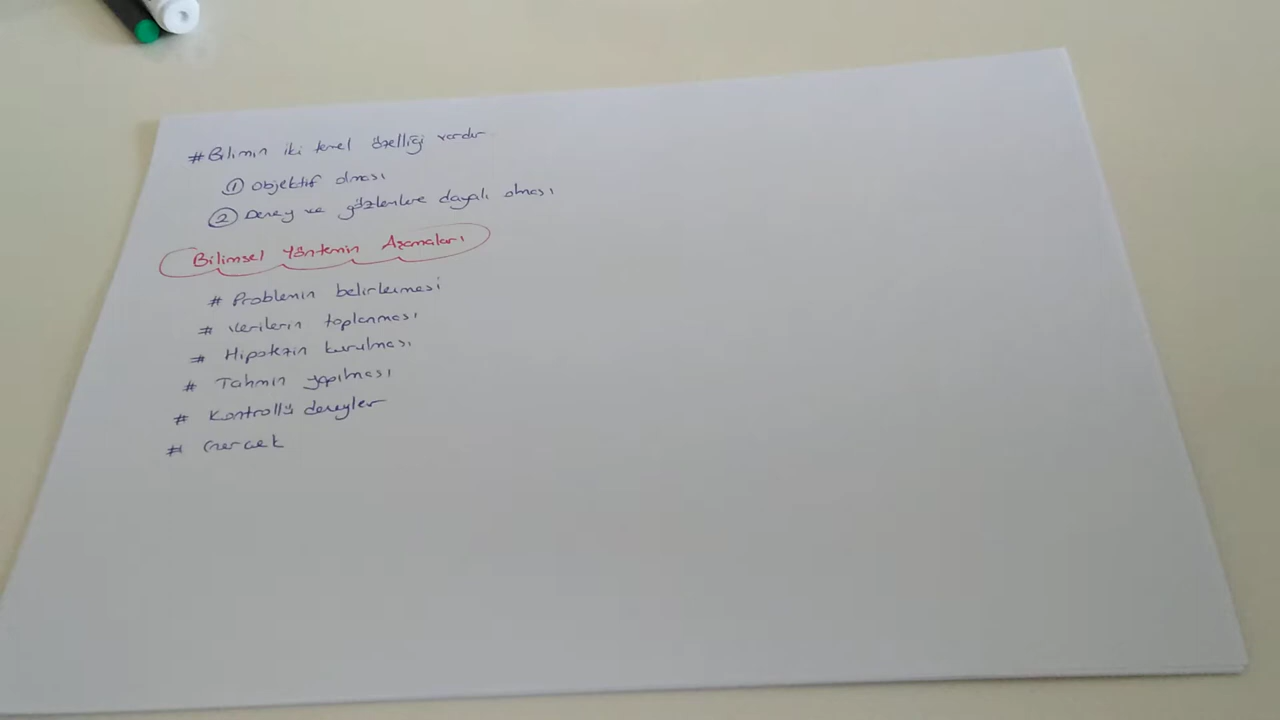 # Bilimin iki temel özelliği vardır
① Objektif olması
② Deney ve gözlemlere dayalı olması
Bilimsel Yöntemin Aşamaları
# Problemin belirlenmesi
# Verilerin toplanması
# Hipotezin kurulması
# Tahmin yapılması
# Kontrollü deneyler
# Gerçek